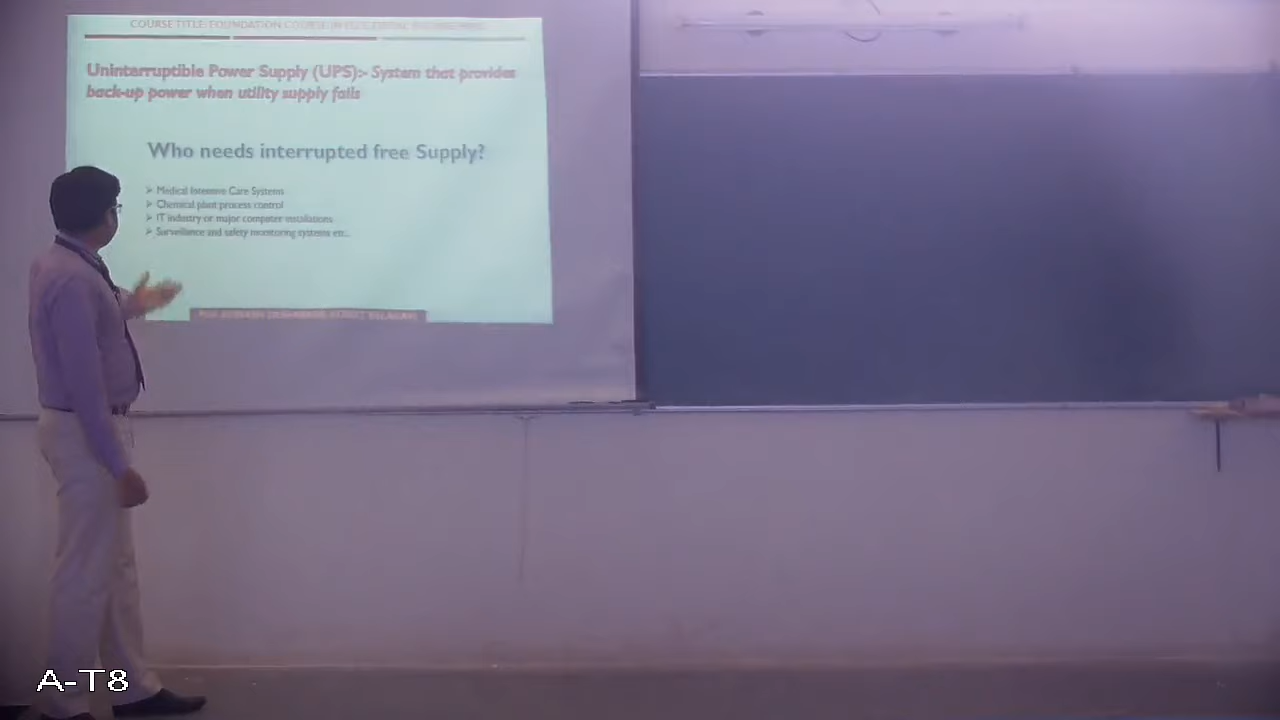 COURSE TITLE: FOUNDATION COURSE IN ELECTRICAL ENGINEERING
Uninterruptible Power Supply (UPS):- System that provides
back-up power when utility supply fails
Who needs interrupted free Supply?
➢ Medical Intensive Care Systems
➢ Chemical plant process control
➢ IT industry or major computer installations
➢ Surveillance and safety monitoring systems etc..
A-T8